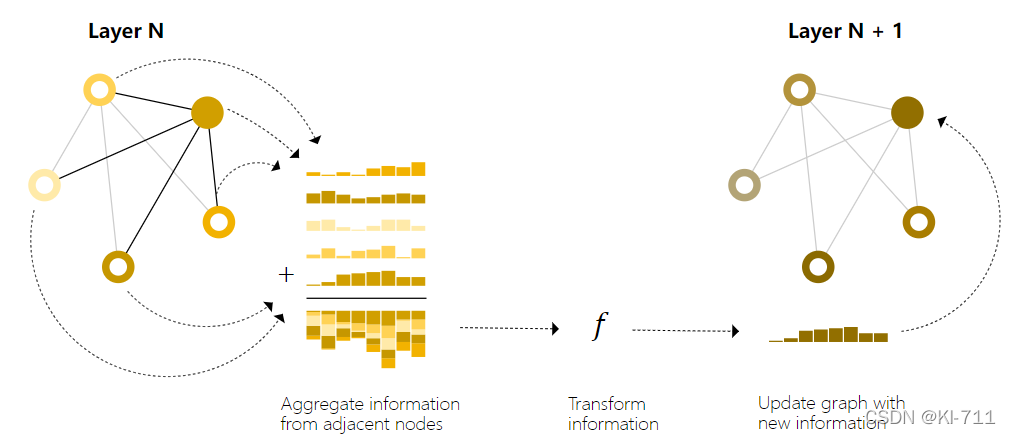 Layer N
Layer N + 1
+
f
Aggregate information
from adjacent nodes
Transform
information
Update graph with
new information
CSDN @KI-711